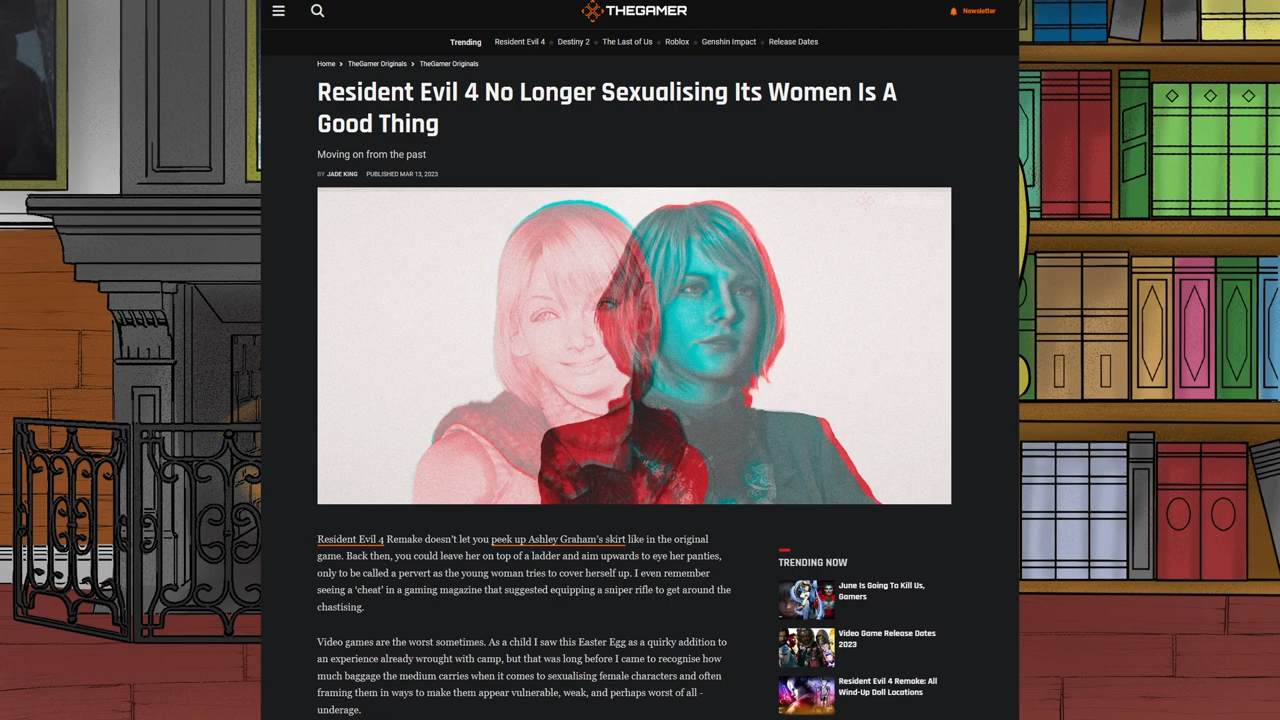 THEGAMER
Newsletter
Trending Resident Evil 4 Destiny 2 The Last of Us Roblox Genshin Impact Release Dates
Home > TheGamer Originals > TheGamer Originals
Resident Evil 4 No Longer Sexualising Its Women Is A
Good Thing
Moving on from the past
BY JADE KING PUBLISHED MAR 13, 2023
Resident Evil 4 Remake doesn't let you peek up Ashley Graham's skirt like in the original
game. Back then, you could leave her on top of a ladder and aim upwards to eye her panties,
only to be called a pervert as the young woman tries to cover herself up. I even remember
seeing a 'cheat' in a gaming magazine that suggested equipping a sniper rifle to get around the
chastising.
Video games are the worst sometimes. As a child I saw this Easter Egg as a quirky addition to
an experience already wrought with camp, but that was long before I came to recognise how
much baggage the medium carries when it comes to sexualising female characters and often
framing them in ways to make them appear vulnerable, weak, and perhaps worst of all -
underage.
TRENDING NOW
June Is Going To Kill Us,
Gamers
Video Game Release Dates
2023
Resident Evil 4 Remake: All
Wind-Up Doll Locations